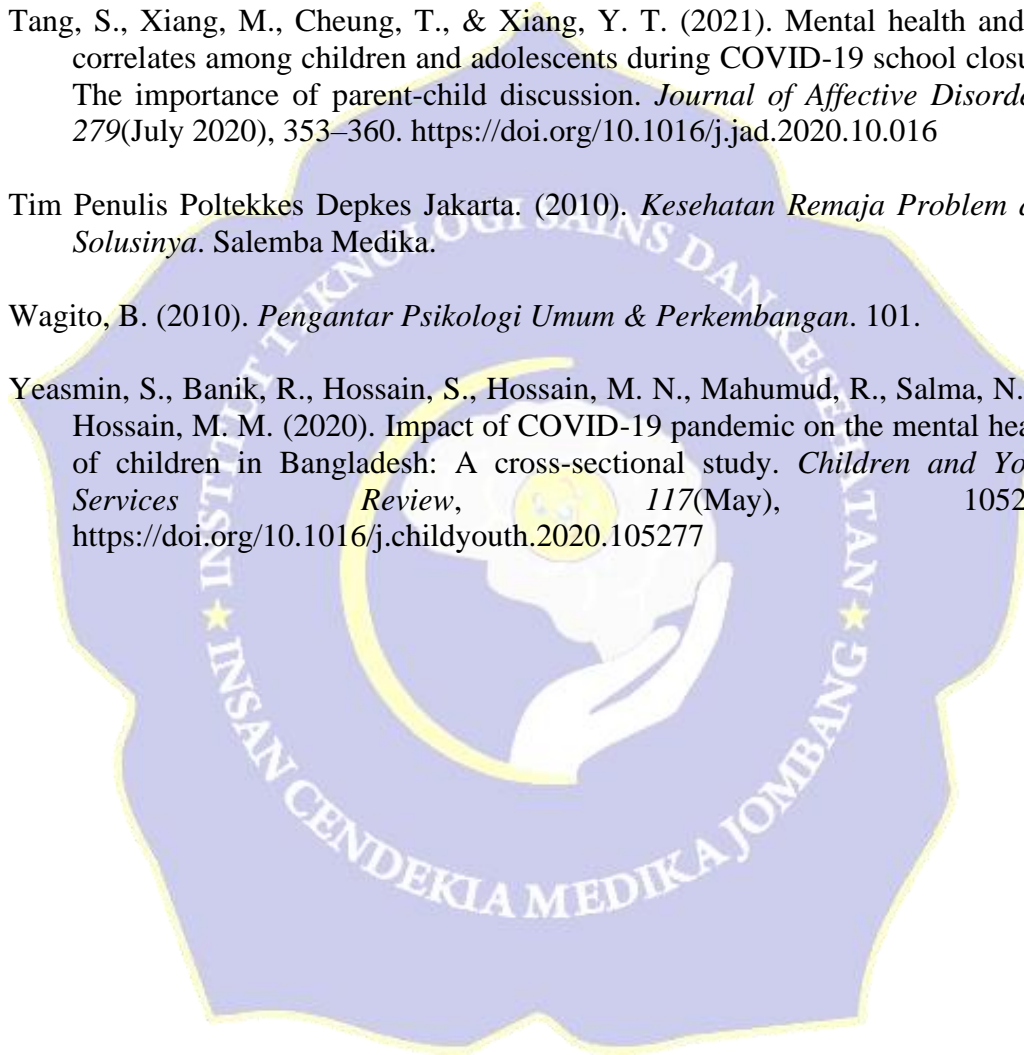 Tang, S., Xiang, M., Cheung, T., & Xiang, Y. T. (2021). Mental health and
correlates among children and adolescents during COVID-19 school closu
The importance of parent-child discussion. Journal of Affective Disorde
279(July 2020), 353–360. https://doi.org/10.1016/j.jad.2020.10.016
Tim Penulis Poltekkes Depkes Jakarta. (2010). Kesehatan Remaja Problem d
Solusinya. Salemba Medika.
Wagito, B. (2010). Pengantar Psikologi Umum & Perkembangan. 101.
Yeasmin, S., Banik, R., Hossain, S., Hossain, M. N., Mahumud, R., Salma, N.
Hossain, M. M. (2020). Impact of COVID-19 pandemic on the mental hea
of children in Bangladesh: A cross-sectional study. Children and Yo
Services Review, 117(May), 1052
https://doi.org/10.1016/j.childyouth.2020.105277
INSTITUT TEKNOLOGI SAINS DAN KESEHATAN
INSAN CENDEKIA MEDIKA JOMBANG